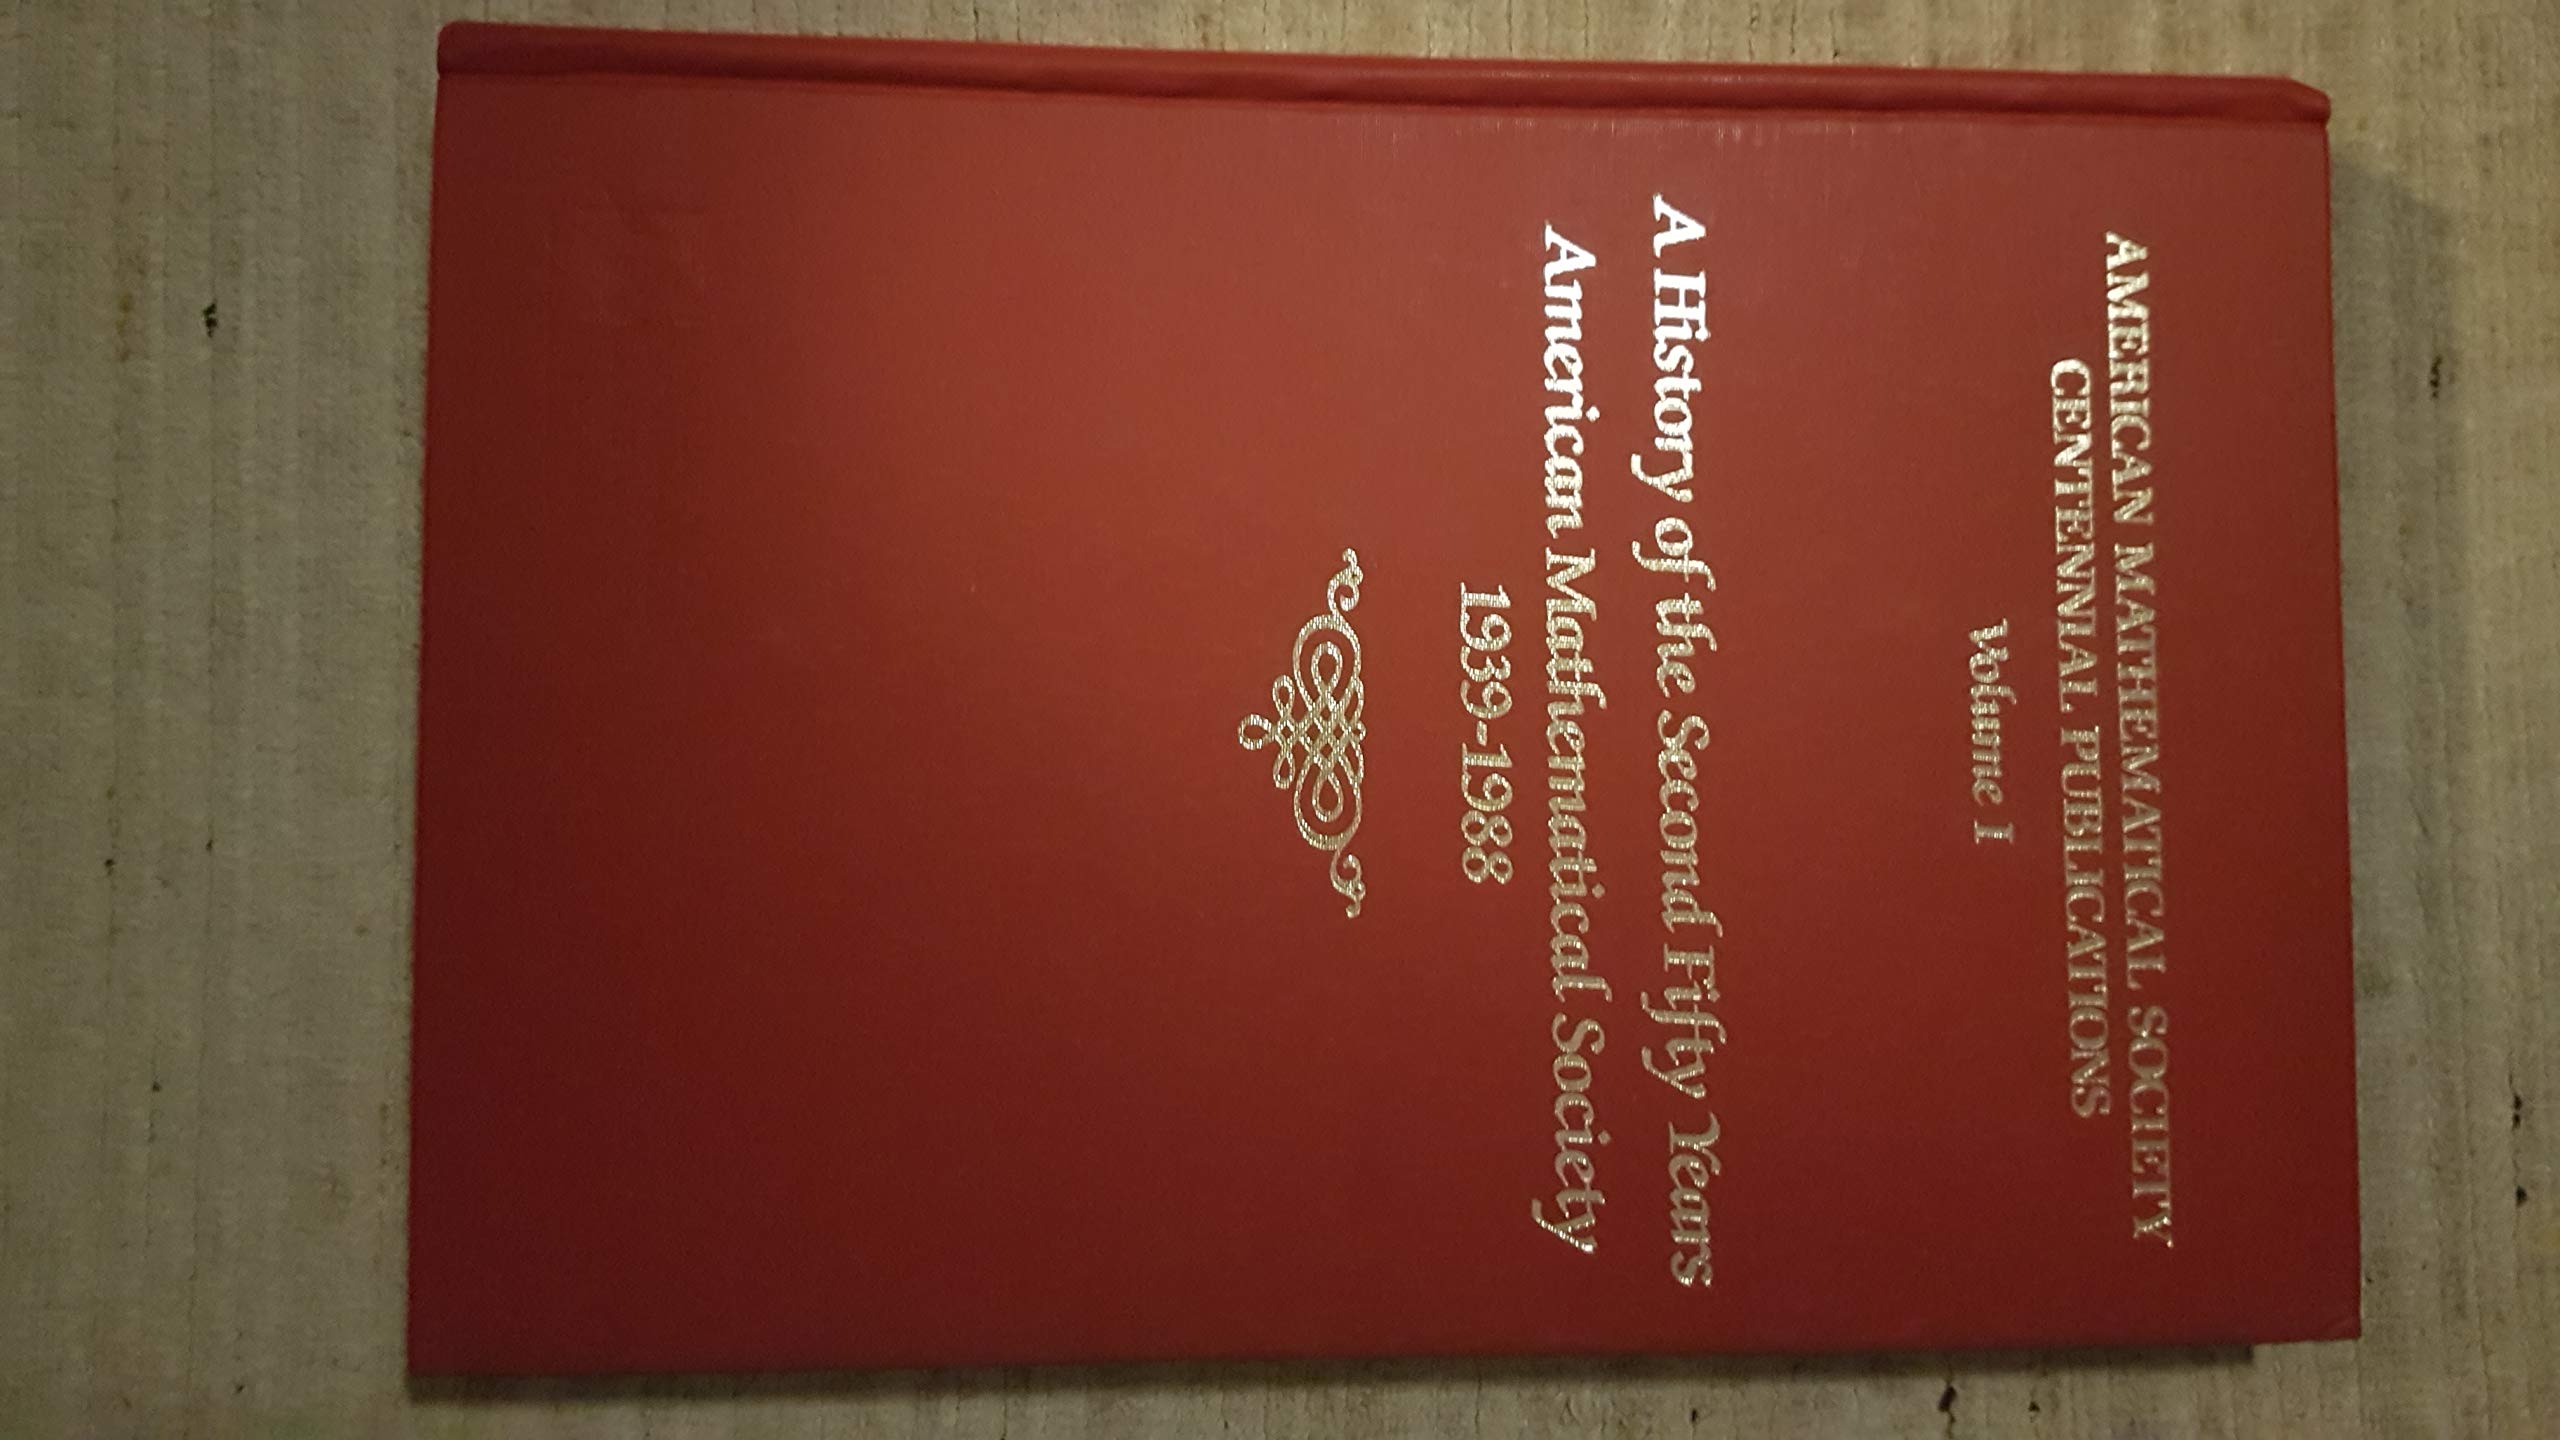 AMERICAN MATHEMATICAL SOCIETY
CENTENNIAL PUBLICATIONS
Volume I
A History of the Second Fifty Years
American Mathematical Society
1939-1988